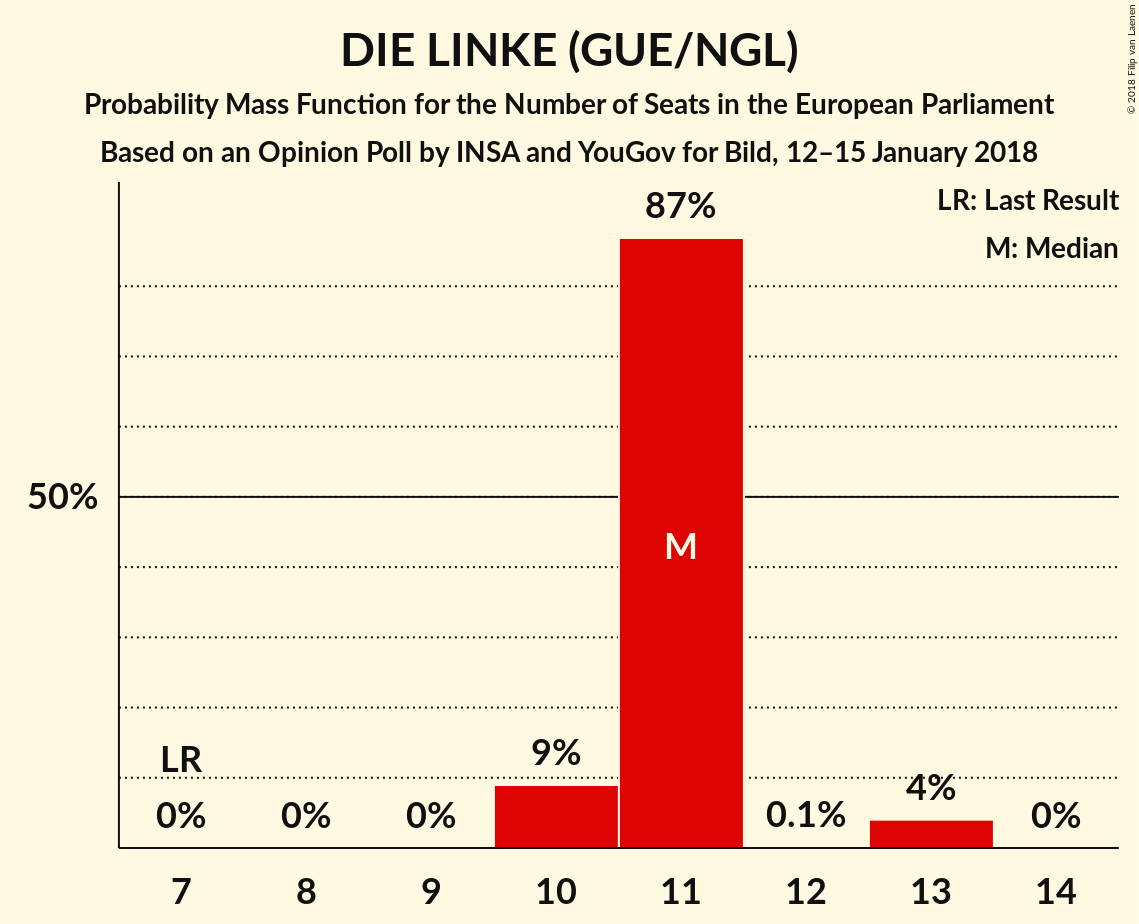 DIE LINKE (GUE/NGL)
Probability Mass Function for the Number of Seats in the European Parliament
Based on an Opinion Poll by INSA and YouGov for Bild, 12–15 January 2018
© 2018 Filip van Laenen
LR: Last Result
M: Median
87%
50%
M
LR
9%
4%
0%
0%
0%
0.1%
0%
7 8 9 10 11 12 13 14